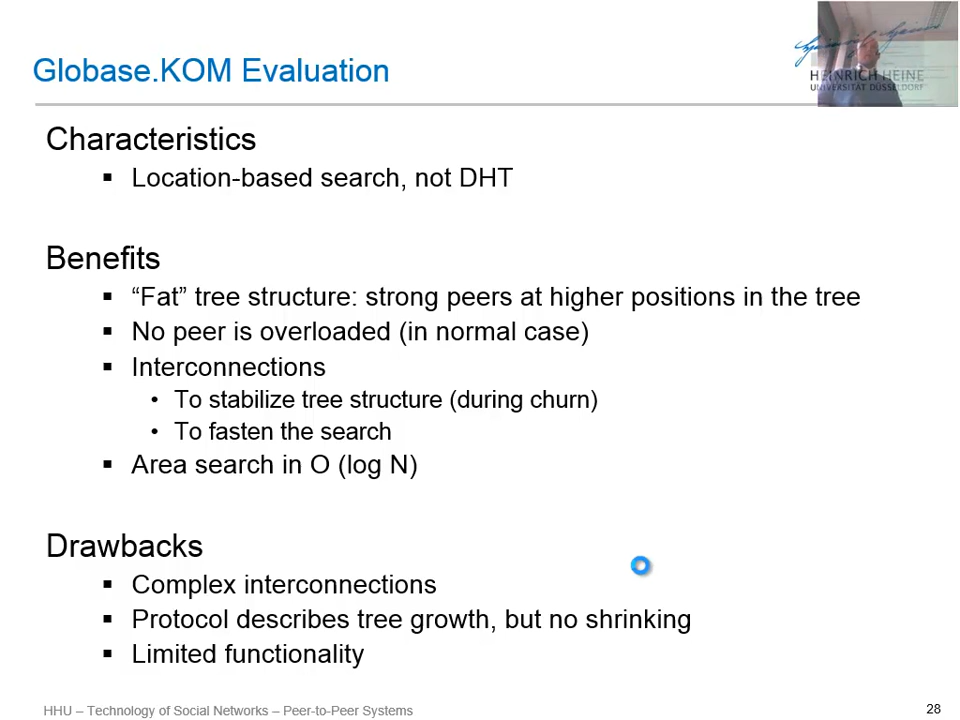 Globase.KOM Evaluation
HEINRICH HEINE
UNIVERSITÄT DÜSSELDORF
Characteristics
▪ Location-based search, not DHT
Benefits
▪ “Fat” tree structure: strong peers at higher positions in the tree
▪ No peer is overloaded (in normal case)
▪ Interconnections
• To stabilize tree structure (during churn)
• To fasten the search
▪ Area search in O (log N)
Drawbacks
▪ Complex interconnections
▪ Protocol describes tree growth, but no shrinking
▪ Limited functionality
HHU – Technology of Social Networks – Peer-to-Peer Systems
28